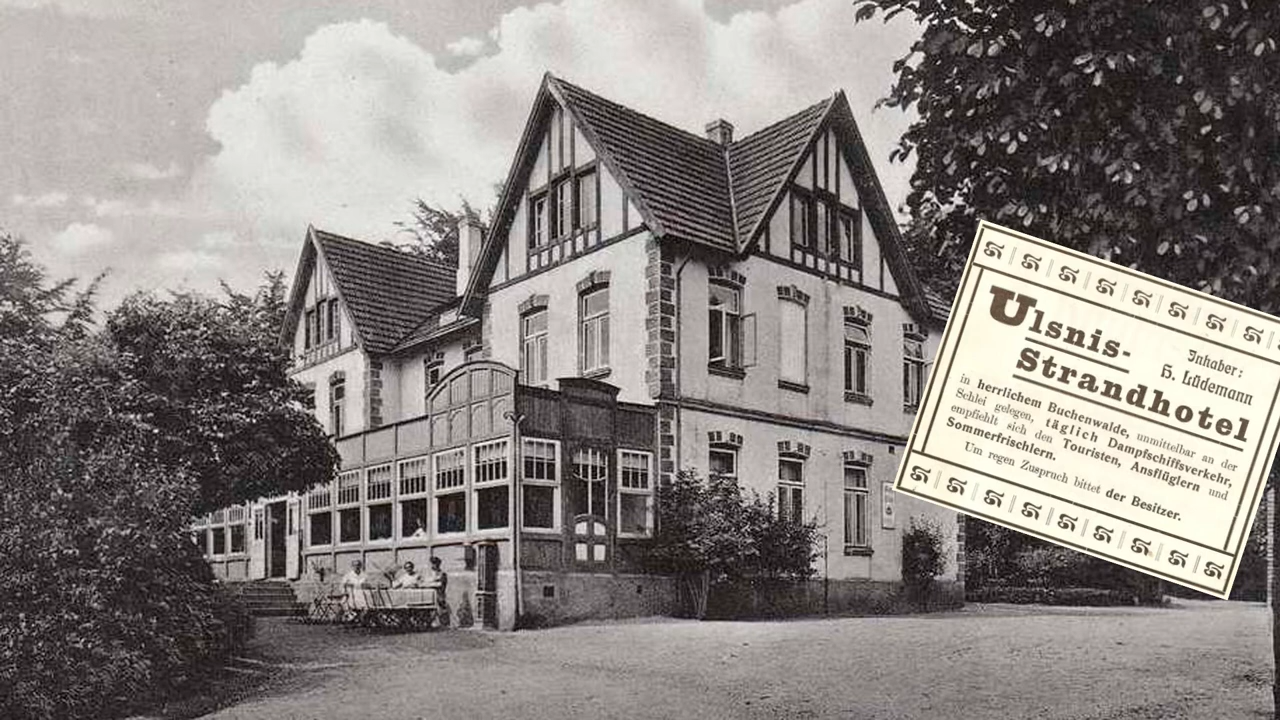 Ulsnis-
Strandhotel
Inhaber:
H. Lüdemann
in herrlichem Buchenwalde, unmittelbar an der
Schlei gelegen, täglich Dampfschiffsverkehr,
empfiehlt sich den Touristen, Ausflüglern und
Sommerfrischlern.
Um regen Zuspruch bittet der Besitzer.